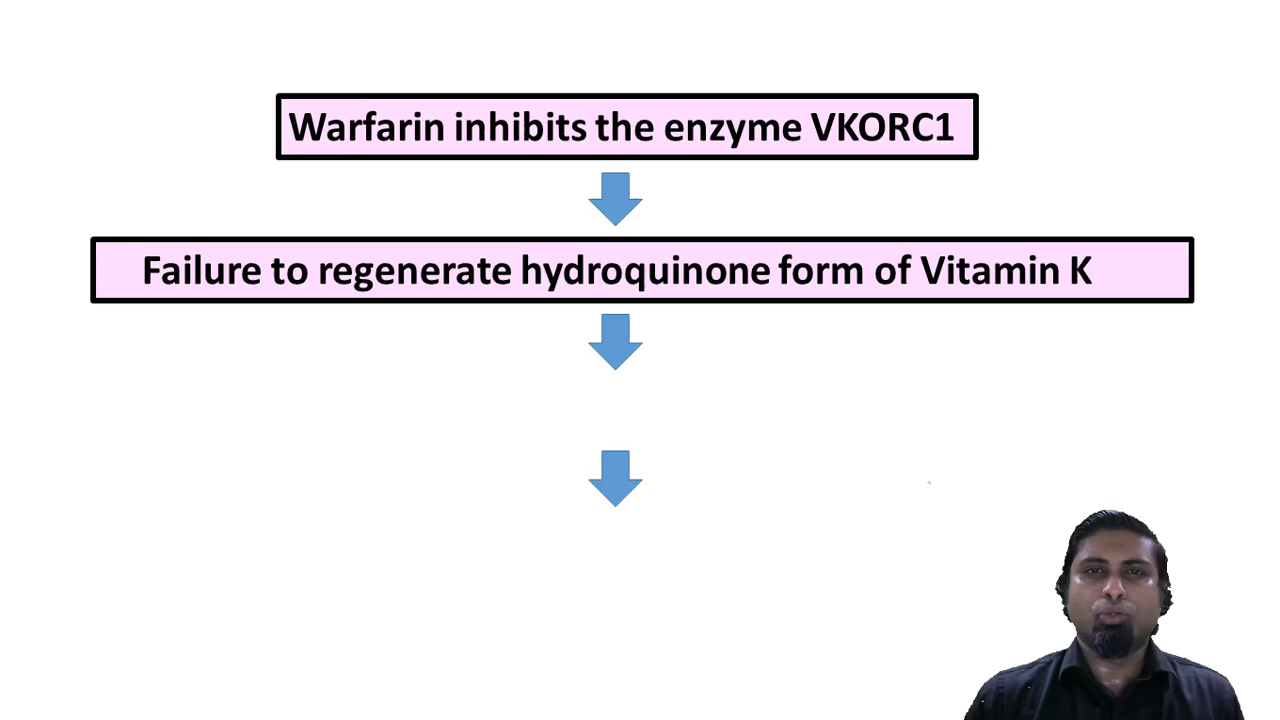 Warfarin inhibits the enzyme VKORC1
Failure to regenerate hydroquinone form of Vitamin K